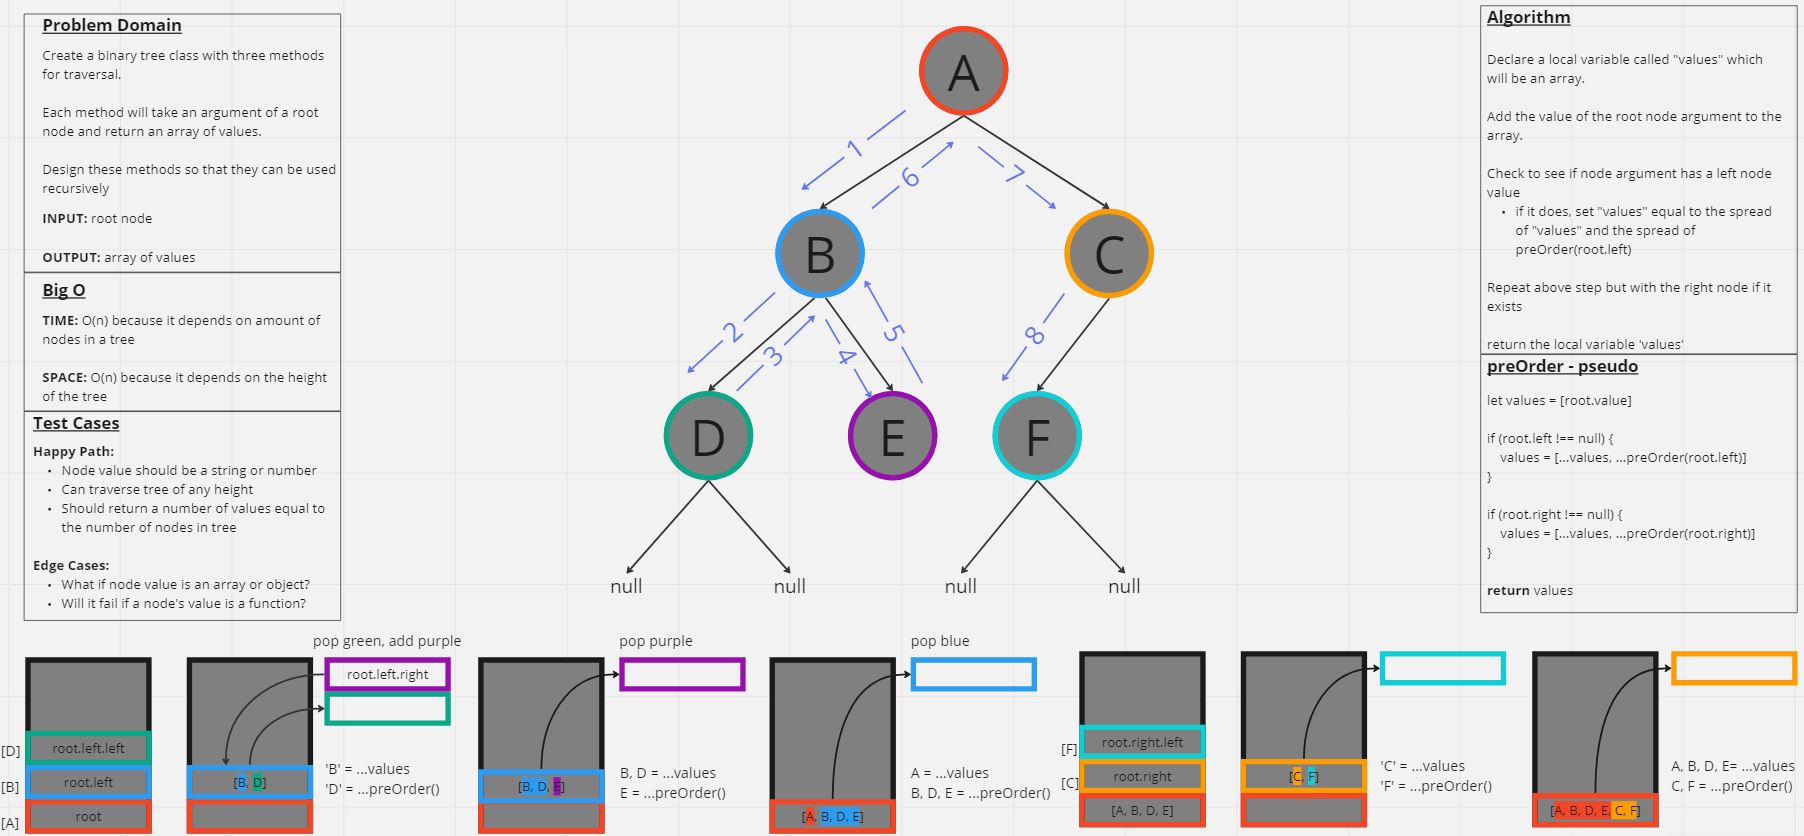 Problem Domain
Create a binary tree class with three methods
for traversal.
Each method will take an argument of a root
node and return an array of values.
Design these methods so that they can be used
recursively
INPUT: root node
OUTPUT: array of values
Big O
TIME: O(n) because it depends on amount of
nodes in a tree
SPACE: O(n) because it depends on the height
of the tree
Test Cases
Happy Path:
• Node value should be a string or number
• Can traverse tree of any height
• Should return a number of values equal to
the number of nodes in tree
Edge Cases:
• What if node value is an array or object?
• Will it fail if a node's value is a function?
A
1
6
7
B
C
2
3
4
5
8
D
E
F
null
null
null
null
Algorithm
Declare a local variable called "values" which
will be an array.
Add the value of the root node argument to the
array.
Check to see if node argument has a left node
value
• if it does, set "values" equal to the spread
of "values" and the spread of
preOrder(root.left)
Repeat above step but with the right node if it
exists
return the local variable 'values'
preOrder - pseudo
let values = [root.value]
if (root.left !== null) {
values = [...values, ...preOrder(root.left)]
}
if (root.right !== null) {
values = [...values, ...preOrder(root.right)]
}
return values
[D]
root.left.left
[B]
root.left
[A]
root
pop green, add purple
root.left.right
[B, D]
'B' = ...values
'D' = ...preOrder()
pop purple
[B, D, E]
B, D = ...values
E = ...preOrder()
pop blue
[A, B, D, E]
A = ...values
B, D, E = ...preOrder()
[F]
root.right.left
[C]
root.right
[A, B, D, E]
[C, F]
'C' = ...values
'F' = ...preOrder()
[A, B, D, E, C, F]
A, B, D, E= ...values
C, F = ...preOrder()